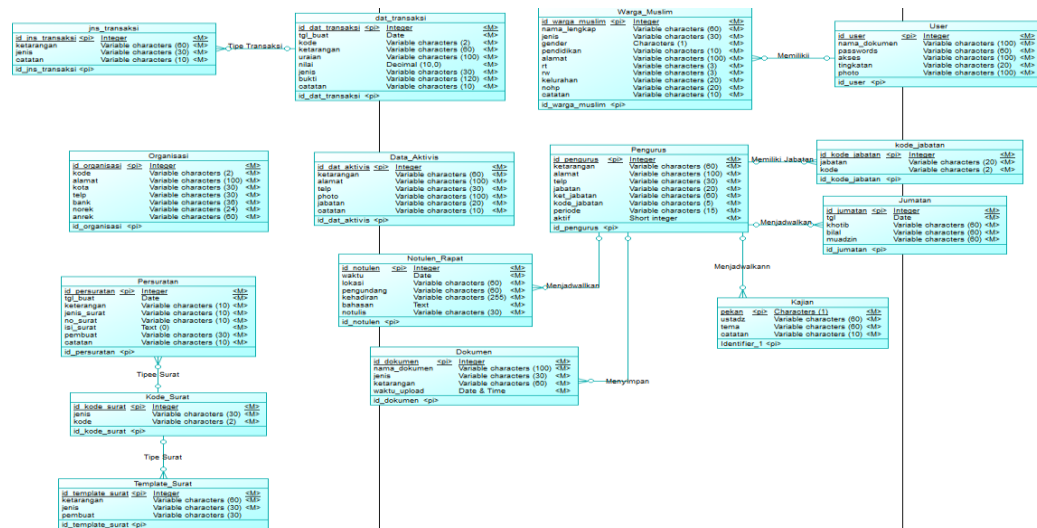 jns_transaksi
id_jns_transaksi <pi> Integer <M>
ketarangan Variable characters (60) <M>
jenis Variable characters (30) <M>
catatan Variable characters (10) <M>
id_jns_transaksi <pi>
Tipe Transaksi
dat_transaksi
id_dat_transaksi <pi> Integer <M>
tgl_buat Date <M>
kode Variable characters (2) <M>
ketarangan Variable characters (60) <M>
uraian Variable characters (100) <M>
nilai Decimal (10,0) <M>
jenis Variable characters (30) <M>
bukti Variable characters (120) <M>
catatan Variable characters (10) <M>
id_dat_transaksi <pi>
Warga_Muslim
id_warga_muslim <pi> Integer <M>
nama_lengkap Variable characters (60) <M>
jenis Variable characters (30) <M>
gender Characters (1) <M>
pendidikan Variable characters (10) <M>
alamat Variable characters (100) <M>
rt Variable characters (3) <M>
rw Variable characters (3) <M>
kelurahan Variable characters (20) <M>
nohp Variable characters (20) <M>
catatan Variable characters (10) <M>
id_warga_muslim <pi>
Memilikii
User
id_user <pi> Integer <M>
nama_dokumen Variable characters (100) <M>
passwords Variable characters (60) <M>
akses Variable characters (100) <M>
tingkatan Variable characters (20) <M>
photo Variable characters (100) <M>
id_user <pi>
Organisasi
id_organisasi <pi> Integer <M>
kode Variable characters (2) <M>
alamat Variable characters (100) <M>
kota Variable characters (30) <M>
telp Variable characters (30) <M>
bank Variable characters (36) <M>
norek Variable characters (24) <M>
anrek Variable characters (60) <M>
id_organisasi <pi>
Data_Aktivis
id_dat_aktivis <pi> Integer <M>
ketarangan Variable characters (60) <M>
alamat Variable characters (100) <M>
telp Variable characters (30) <M>
photo Variable characters (100) <M>
jabatan Variable characters (20) <M>
catatan Variable characters (10) <M>
id_dat_aktivis <pi>
Pengurus
id_pengurus <pi> Integer <M>
ketarangan Variable characters (60) <M>
alamat Variable characters (100) <M>
telp Variable characters (30) <M>
jabatan Variable characters (20) <M>
ket_jabatan Variable characters (60) <M>
kode_jabatan Variable characters (5) <M>
periode Variable characters (15) <M>
aktif Short integer <M>
id_pengurus <pi>
Memiliki Jabatan
kode_jabatan
id_kode_jabatan <pi> Integer <M>
jabatan Variable characters (20) <M>
kode Variable characters (2) <M>
id_kode_jabatan <pi>
Menjadwalkan
Jumatan
id_jumatan <pi> Integer <M>
tgl Date <M>
khotib Variable characters (60) <M>
bilal Variable characters (60) <M>
muadzin Variable characters (60) <M>
id_jumatan <pi>
Notulen_Rapat
id_notulen <pi> Integer <M>
waktu Date <M>
lokasi Variable characters (60) <M>
pengundang Variable characters (60) <M>
kehadiran Variable characters (255) <M>
bahasan Text <M>
notulis Variable characters (30) <M>
id_notulen <pi>
Menjadwallkan
Menjadwalkann
Persuratan
id_persuratan <pi> Integer <M>
tgl_buat Date <M>
keterangan Variable characters (10) <M>
jenis_surat Variable characters (10) <M>
no_surat Variable characters (10) <M>
isi_surat Text (0) <M>
pembuat Variable characters (30) <M>
catatan Variable characters (10) <M>
id_persuratan <pi>
Kajian
pekan <pi> Characters (1) <M>
ustadz Variable characters (60) <M>
tema Variable characters (60) <M>
catatan Variable characters (10) <M>
Identifier_1 <pi>
Dokumen
id_dokumen <pi> Integer <M>
nama_dokumen Variable characters (100) <M>
jenis Variable characters (30) <M>
ketarangan Variable characters (60) <M>
waktu_upload Date & Time <M>
id_dokumen <pi>
Menyimpan
Tipee Surat
Kode_Surat
id_kode_surat <pi> Integer <M>
jenis Variable characters (30) <M>
kode Variable characters (2) <M>
id_kode_surat <pi>
Tipe Surat
Template_Surat
id_template_surat <pi> Integer <M>
ketarangan Variable characters (60) <M>
jenis Variable characters (30) <M>
pembuat Variable characters (30)
id_template_surat <pi>